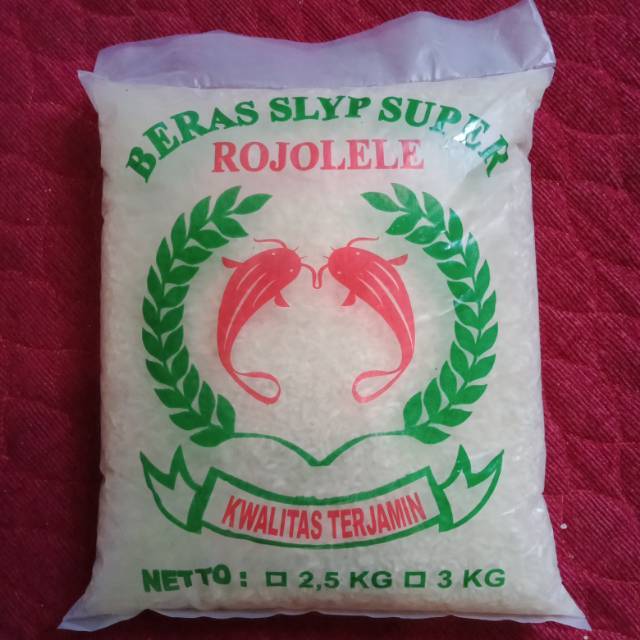 BERAS SLYP SUPER
ROJOLELE
KWALITAS TERJAMIN
NETTO : □ 2,5 KG □ 3 KG